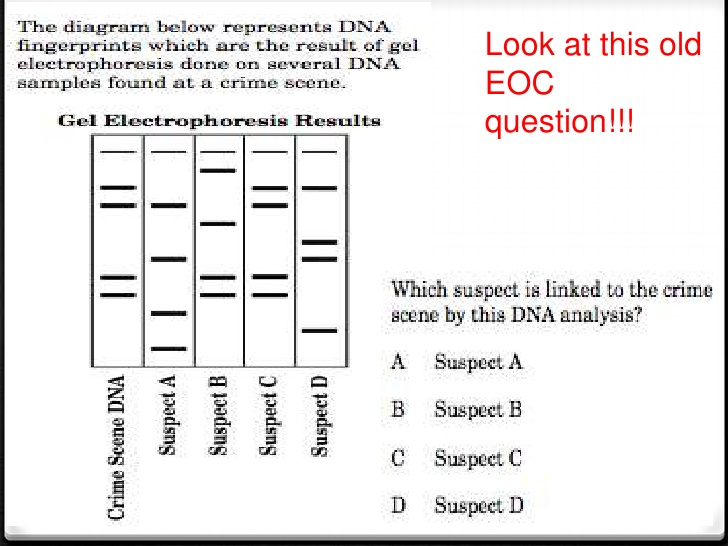 The diagram below represents DNA
fingerprints which are the result of gel
electrophoresis done on several DNA
samples found at a crime scene.
Look at this old
EOC
question!!!
Gel Electrophoresis Results
Crime Scene DNA
Suspect A
Suspect B
Suspect C
Suspect D
Which suspect is linked to the crime
scene by this DNA analysis?
A Suspect A
B Suspect B
C Suspect C
D Suspect D